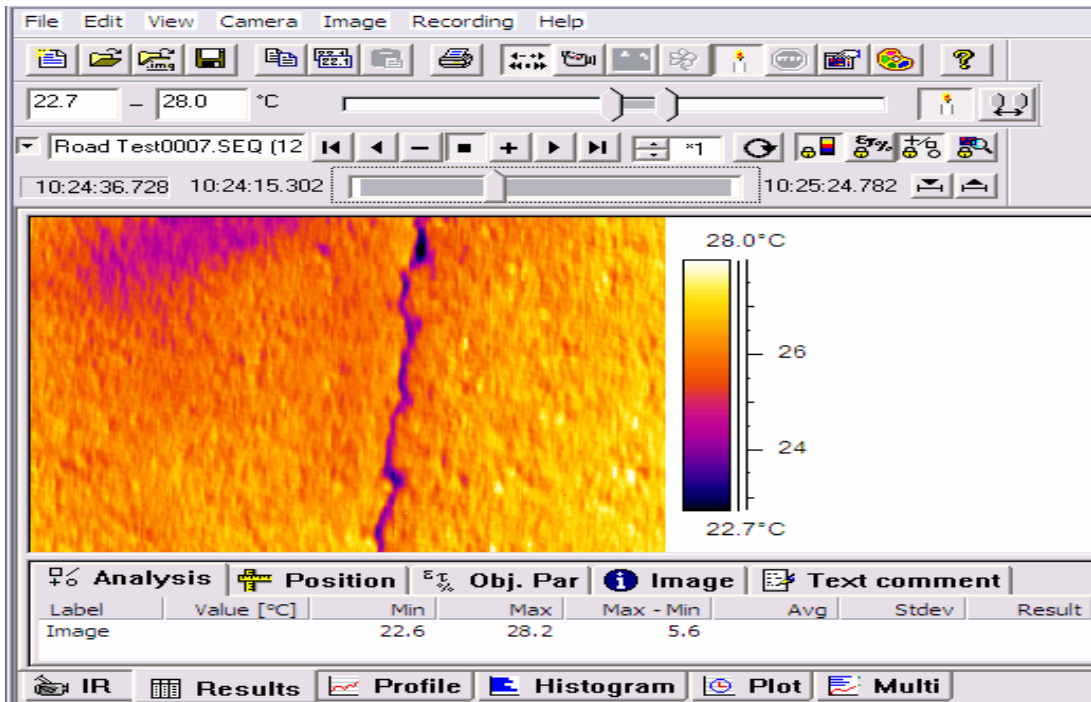 File Edit View Camera Image Recording Help
22.7 – 28.0 °C
Road Test0007.SEQ (12 *1
10:24:36.728 10:24:15.302 10:25:24.782
28.0°C
26
24
22.7°C
Analysis Position Obj. Par Image Text comment
Label Value [°C] Min Max Max - Min Avg Stdev Result
Image 22.6 28.2 5.6
IR Results Profile Histogram Plot Multi